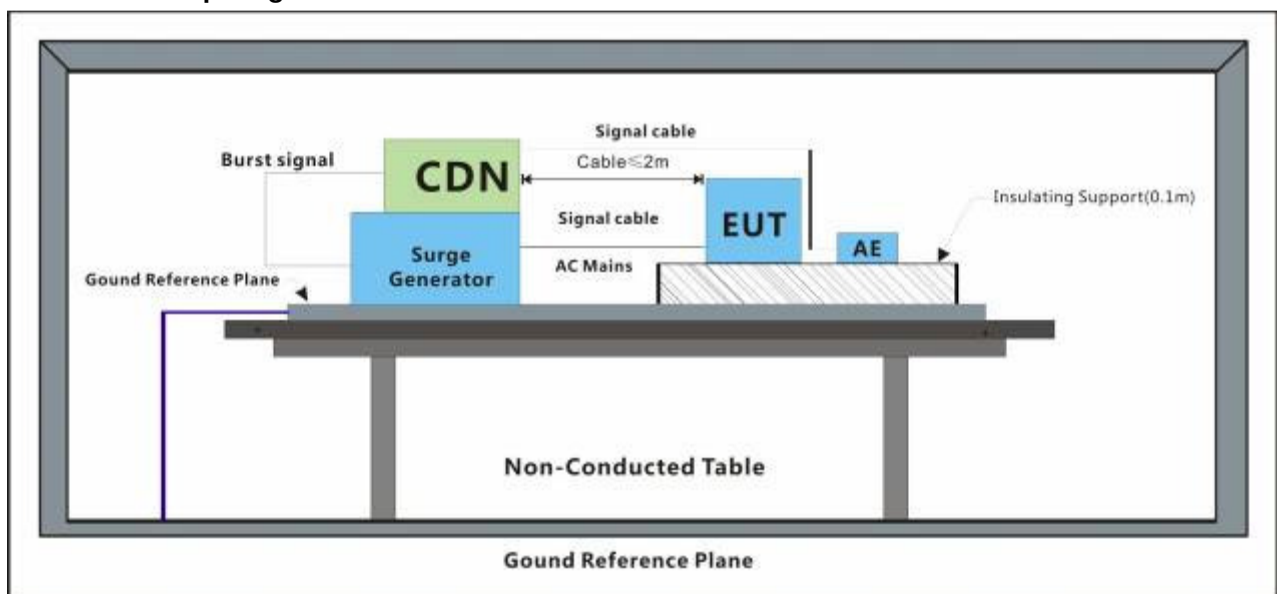 Signal cable
Burst signal
Cable≤2m
CDN
Insulating Support(0.1m)
Signal cable
EUT
AE
Surge
Generator
AC Mains
Gound Reference Plane
Non-Conducted Table
Gound Reference Plane